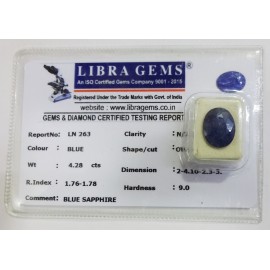 LIBRA GEMS
An ISO Certified Gems Company 9001 - 2015
Registered Under the Trade Mark with Govt. of India
website : www.libragems.co.in
GEMS & DIAMOND CERTIFIED TESTING REPORT
ReportNo: LN 263 Clarity N/
Colour : BLUE Shape/cut
Wt : 4.28 cts Dimension
R.Index : 1.76-1.78 Hardness 9.0
Comment: BLUE SAPPHIRE